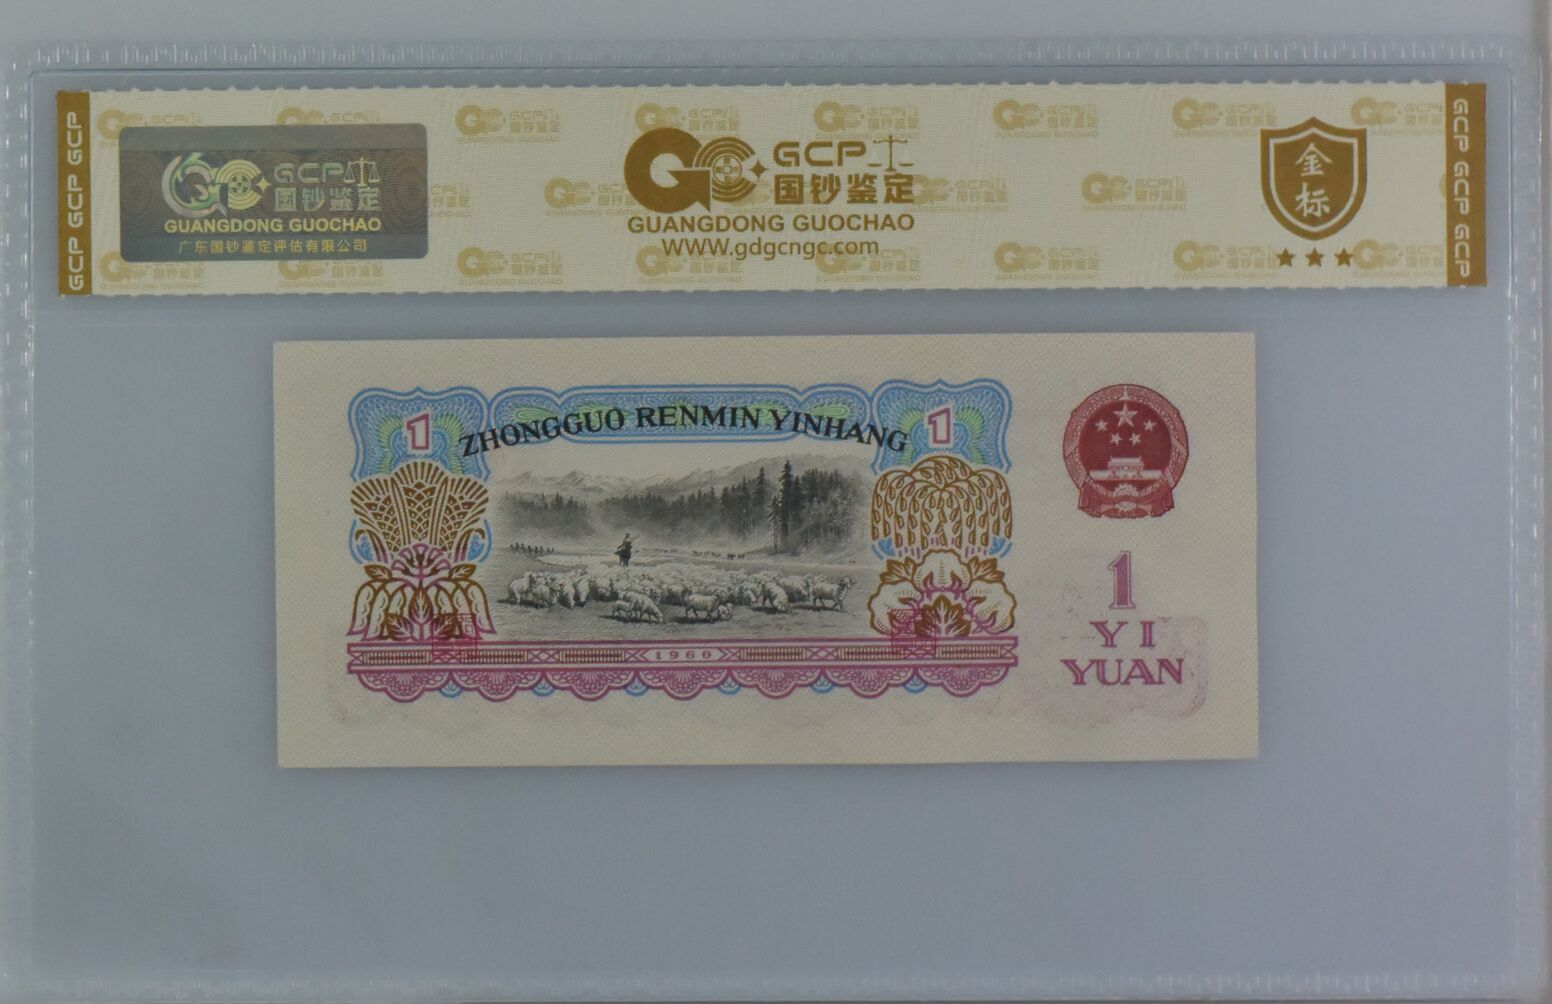 GCP GCP GCP
GCP
国钞鉴定
GUANGDONG GUOCHAO
广东国钞鉴定评估有限公司
GCP
国钞鉴定
GUANGDONG GUOCHAO
WWW.gdgcngc.com
金标
GCP GCP GCP
1
ZHONGGUO RENMIN YINHANG
1
1960
1
YI
YUAN